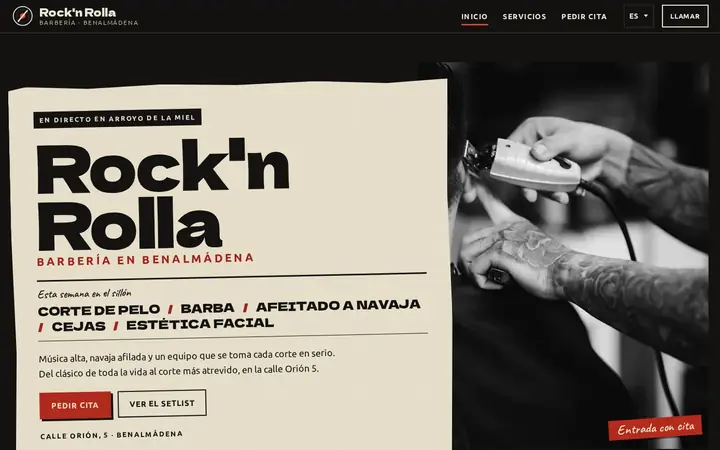 Rock'n Rolla
BARBERÍA · BENALMÁDENA
INICIO
SERVICIOS
PEDIR CITA
ES
LLAMAR
EN DIRECTO EN ARROYO DE LA MIEL
Rock'n
Rolla
BARBERÍA EN BENALMÁDENA
Esta semana en el sillón
CORTE DE PELO / BARBA / AFEITADO A NAVAJA
/ CEJAS / ESTÉTICA FACIAL
Música alta, navaja afilada y un equipo que se toma cada corte en serio.
Del clásico de toda la vida al corte más atrevido, en la calle Orión 5.
PEDIR CITA
VER EL SETLIST
CALLE ORIÓN, 5 · BENALMÁDENA
Entrada con cita